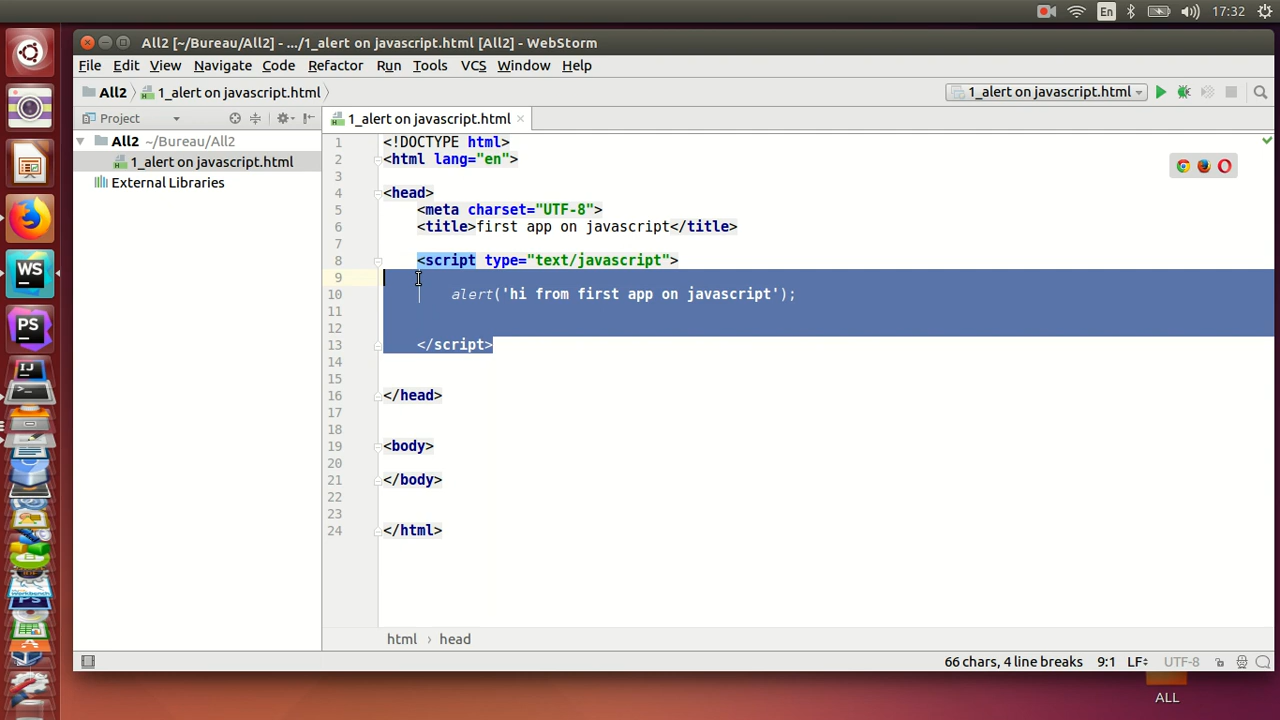 En 17:32
All2 [~/Bureau/All2] - .../1_alert on javascript.html [All2] - WebStorm
File Edit View Navigate Code Refactor Run Tools VCS Window Help
All2 1_alert on javascript.html 1_alert on javascript.html
Project 1_alert on javascript.html
All2 ~/Bureau/All2
1_alert on javascript.html
External Libraries
1 <!DOCTYPE html>
2 <html lang="en">
3
4 <head>
5 <meta charset="UTF-8">
6 <title>first app on javascript</title>
7
8 <script type="text/javascript">
9
10 alert('hi from first app on javascript');
11
12
13 </script>
14
15
16 </head>
17
18
19 <body>
20
21 </body>
22
23
24 </html>
html head
66 chars, 4 line breaks 9:1 LF UTF-8
ALL
WS
PS
IJ